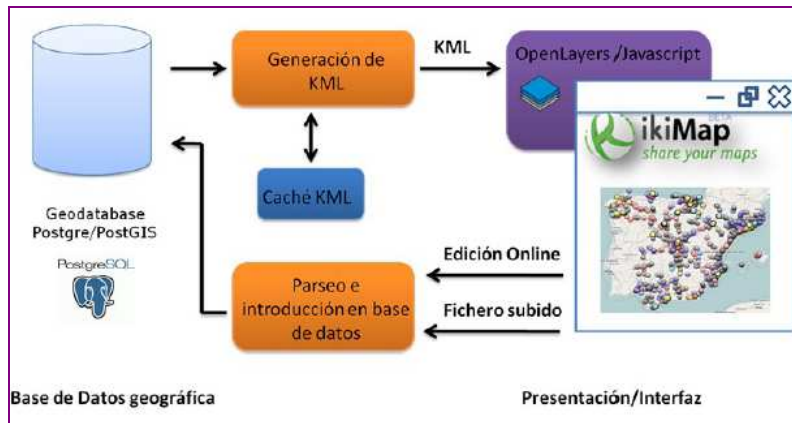 Generación de
KML
KML
OpenLayers /Javascript
BETA
ikiMap
share your maps
Caché KML
Geodatabase
Postgre/PostGIS
PostgreSQL
Edición Online
Parseo e
introducción en base
de datos
Fichero subido
Base de Datos geográfica
Presentación/Interfaz